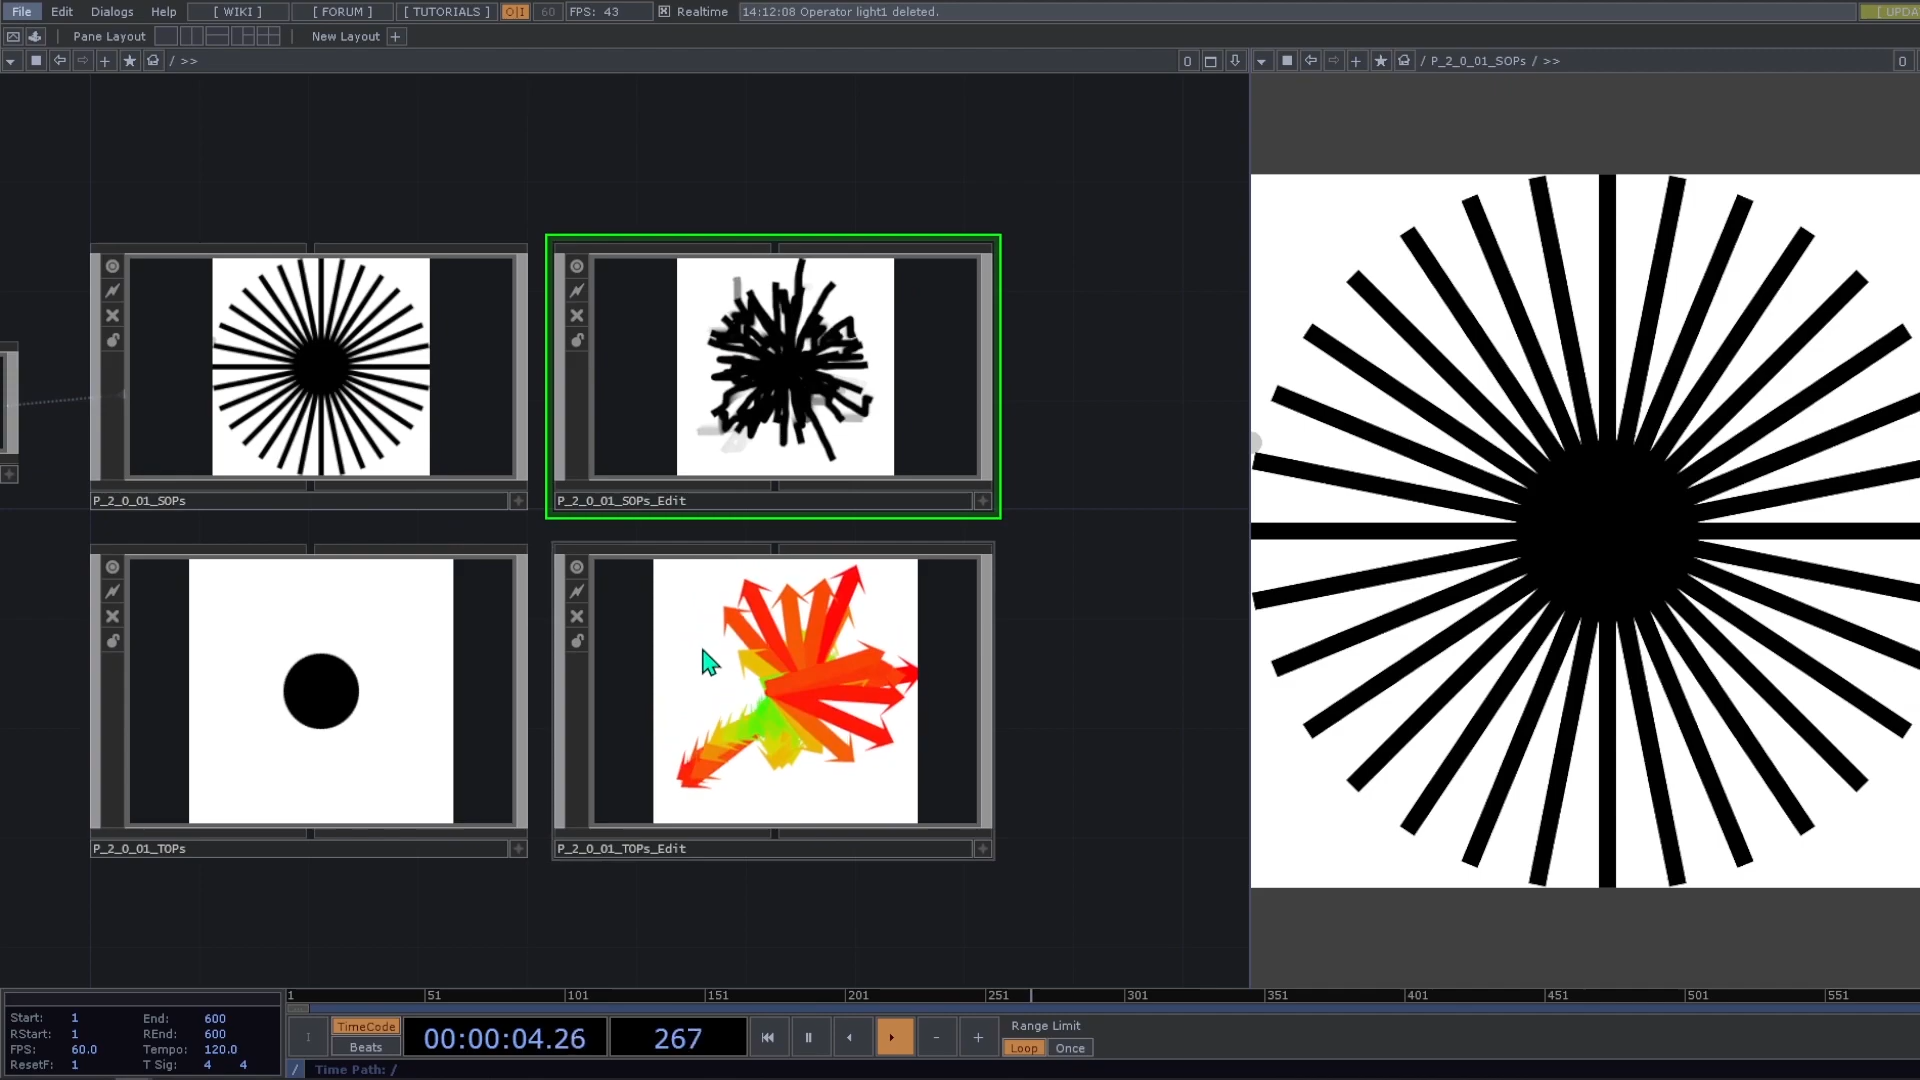 File Edit Dialogs Help [ WIKI ] [ FORUM ] [ TUTORIALS ] O|I 60 FPS: 43 Realtime 14:12:08 Operator light1 deleted.
Pane Layout New Layout +
/ >> 0 / P_2_0_01_SOPs / >> 0
P_2_0_01_SOPs
P_2_0_01_SOPs_Edit
P_2_0_01_TOPs
P_2_0_01_TOPs_Edit
1 51 101 151 201 251 301 351 401 451 501 551
Start: 1 End: 600
RStart: 1 REnd: 600
FPS: 60.0 Tempo: 120.0
ResetF: 1 T Sig: 4 4
TimeCode
Beats
00:00:04.26
267
Range Limit
Loop Once
/ Time Path: /